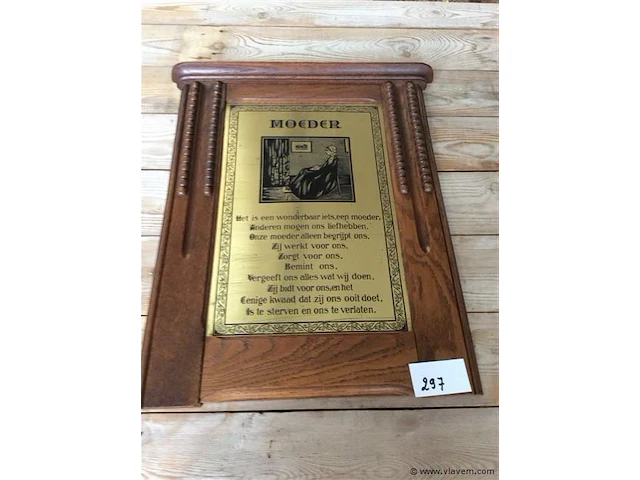 MOEDER
Het is een wonderbaar iets, een moeder,
Anderen mogen ons liefhebben,
Onze moeder alleen begrijpt ons,
Zij werkt voor ons,
Zorgt voor ons,
Bemint ons,
Vergeeft ons alles wat wij doen,
Zij bidt voor ons, en het
Eenige kwaad dat zij ons ooit doet,
Is te sterven en ons te verlaten.
297
© www.vlavem.com